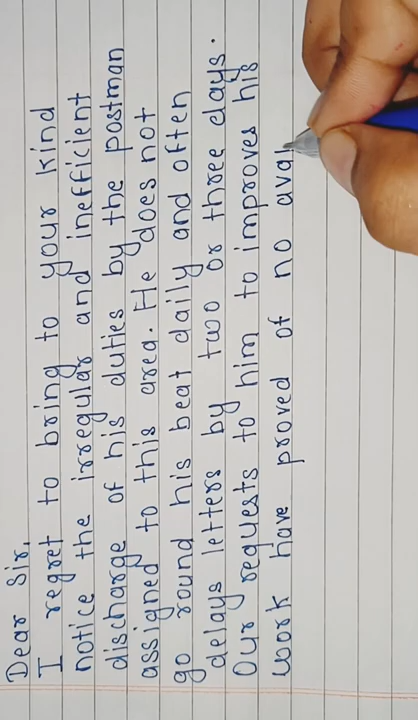 Dear Sir,
I regret to bring to your kind
notice the irregular and inefficient
discharge of his duties by the postman
assigned to this area. He does not
go round his beat daily and often
delays letters by two or three days.
Our requests to him to improves his
work have proved of no avai